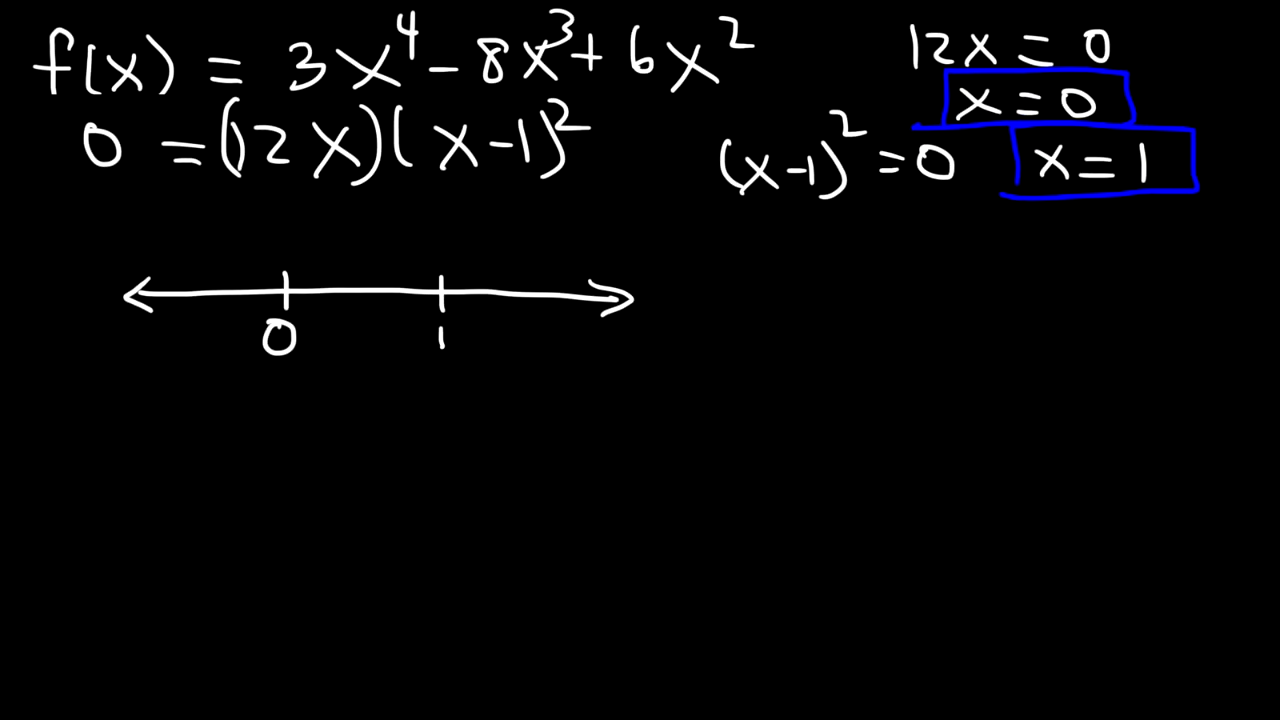 f(x) = 3x⁴ - 8x³ + 6x²
0 = (12x)(x-1)²
12x = 0
x = 0
(x-1)² = 0 x = 1
0 1